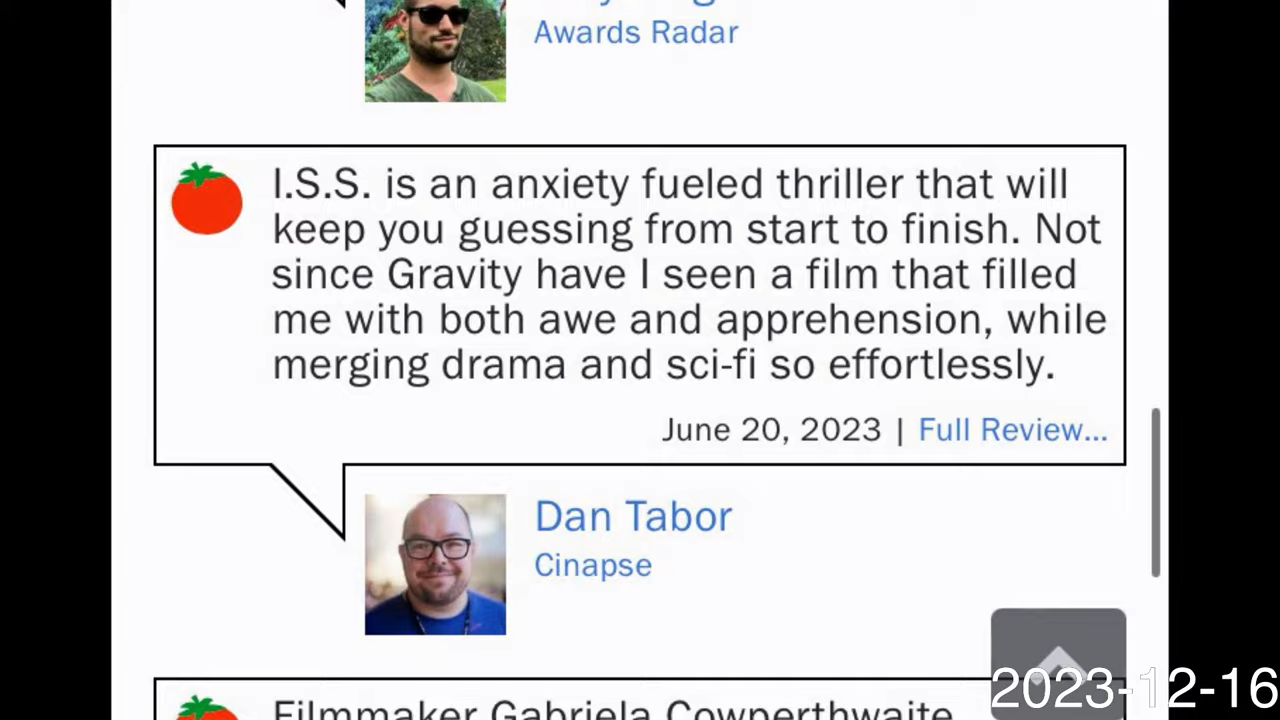 Awards Radar
I.S.S. is an anxiety fueled thriller that will
keep you guessing from start to finish. Not
since Gravity have I seen a film that filled
me with both awe and apprehension, while
merging drama and sci-fi so effortlessly.
June 20, 2023 | Full Review...
Dan Tabor
Cinapse
Filmmaker Gabriela Cowperthwaite
2023-12-16